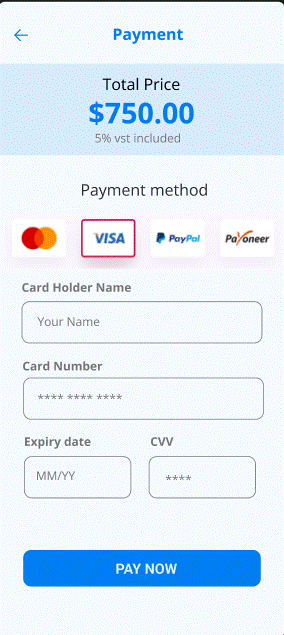 Payment
Total Price
$750.00
5% vst included
Payment method
VISA PayPal Payoneer
Card Holder Name
Your Name
Card Number
**** **** ****
Expiry date CVV
MM/YY ****
PAY NOW